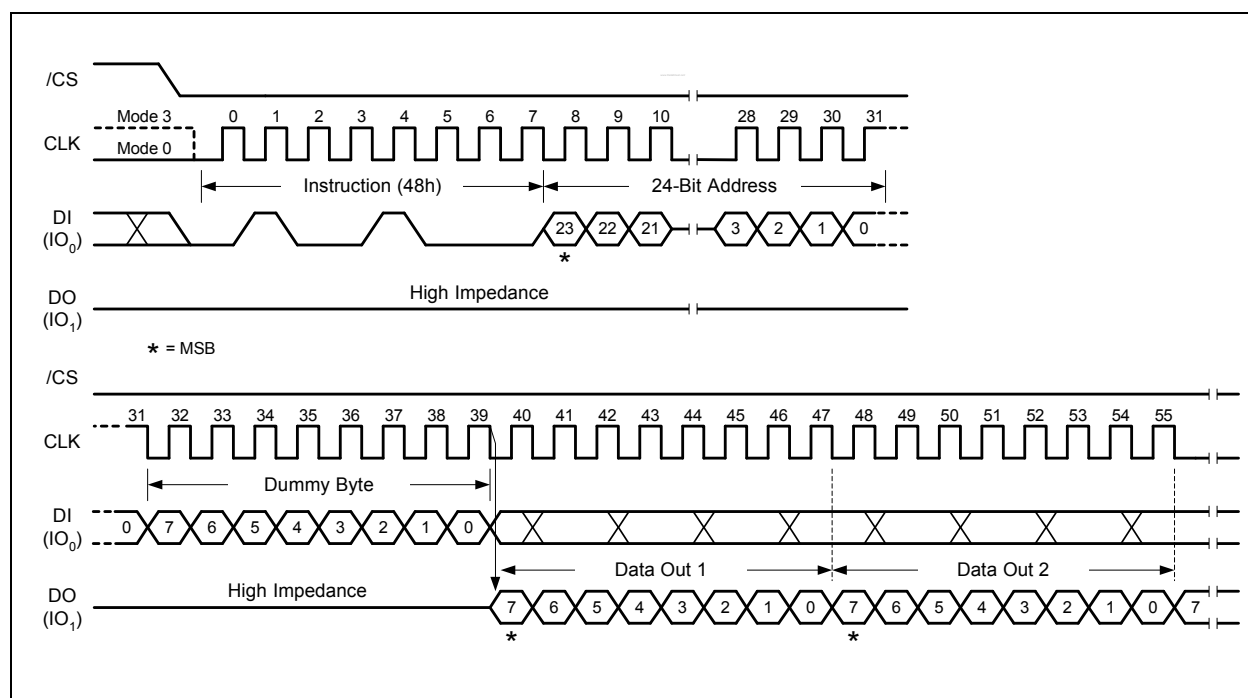 /CS
Mode 3 0 1 2 3 4 5 6 7 8 9 10 28 29 30 31
CLK
Mode 0
Instruction (48h) 24-Bit Address
DI
(IO0) 23 22 21 3 2 1 0
*
High Impedance
DO
(IO1)
* = MSB
/CS
31 32 33 34 35 36 37 38 39 40 41 42 43 44 45 46 47 48 49 50 51 52 53 54 55
CLK
Dummy Byte
DI
(IO0) 0 7 6 5 4 3 2 1 0
Data Out 1 Data Out 2
High Impedance
DO
(IO1) 7 6 5 4 3 2 1 0 7 6 5 4 3 2 1 0 7
* *